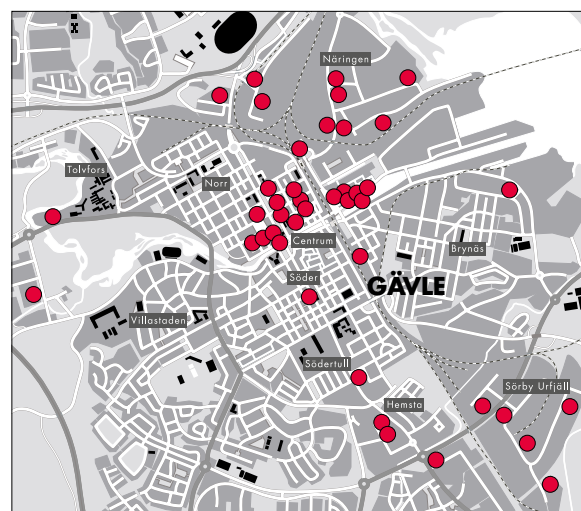 Näringen
Tolvfors
Norr
Centrum
Brynäs
Söder
GÄVLE
Villastaden
Södertull
Sörby Urfjäll
Hemsta